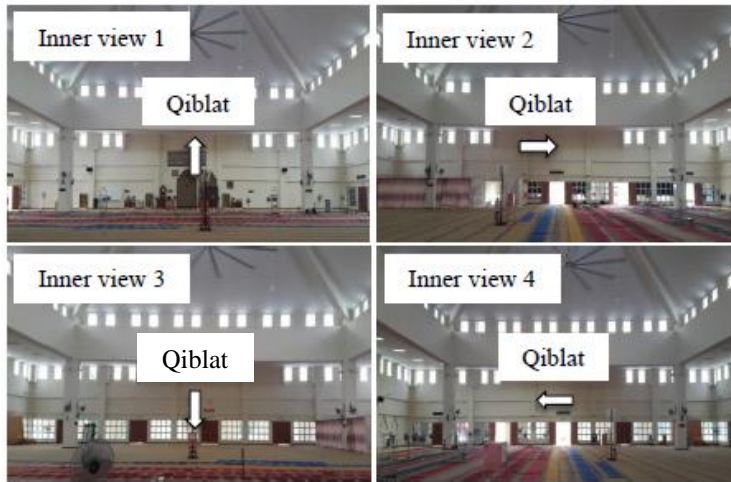 Inner view 1
Qiblat
Inner view 2
Qiblat
Inner view 3
Qiblat
Inner view 4
Qiblat